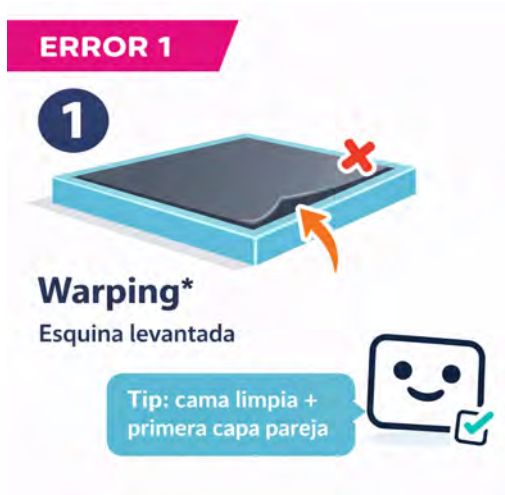 ERROR 1
1
Warping*
Esquina levantada
Tip: cama limpia +
primera capa pareja